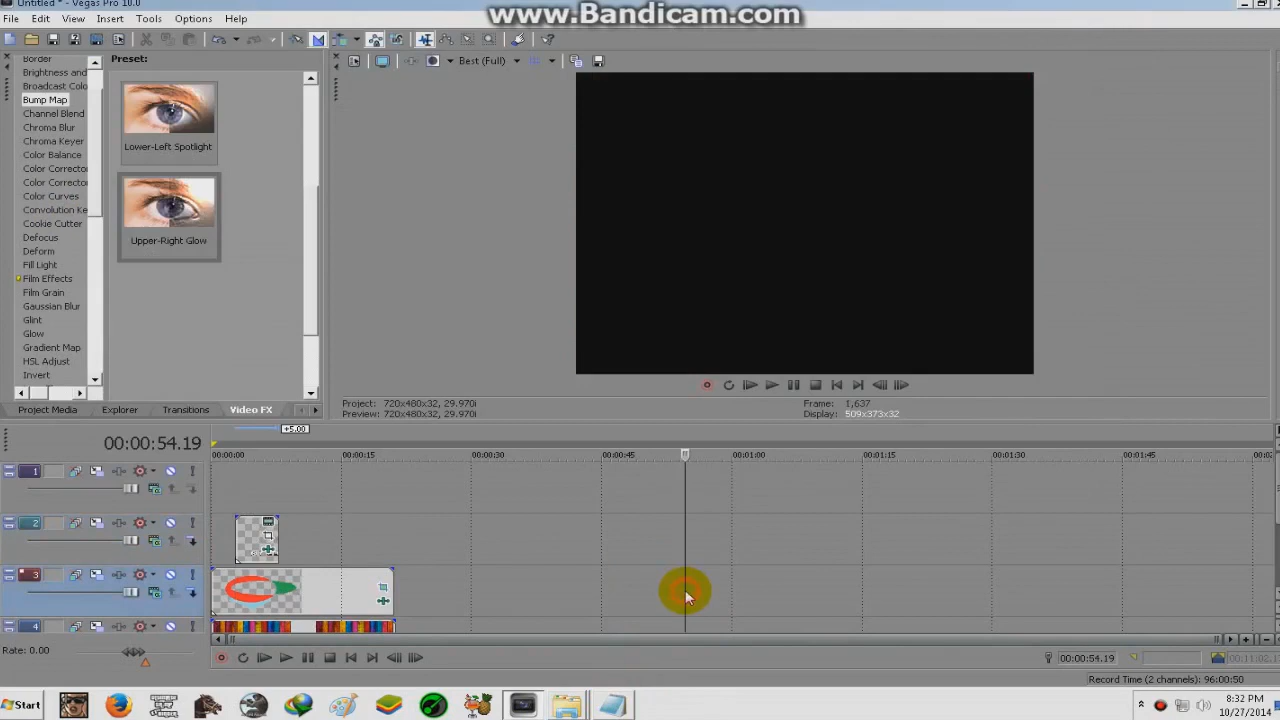 Untitled * - Vegas Pro 10.0
www.Bandicam.com
File Edit View Insert Tools Options Help
Preset:
Best (Full)
Border
Brightness and
Broadcast Colo
Bump Map
Channel Blend
Chroma Blur
Chroma Keyer
Color Balance
Color Corrector
Color Corrector
Color Curves
Convolution Ke
Cookie Cutter
Defocus
Deform
Fill Light
Film Effects
Film Grain
Gaussian Blur
Glint
Glow
Gradient Map
HSL Adjust
Invert
Lower-Left Spotlight
Upper-Right Glow
Project Media Explorer Transitions Video FX
Project: 720x480x32, 29.970i
Preview: 720x480x32, 29.970i
Frame: 1,637
Display: 509x373x32
+5.00
00:00:54.19
00:00:00 00:00:15 00:00:30 00:00:45 00:01:00 00:01:15 00:01:30 00:01:45
1
2
3
4
Rate: 0.00
00:00:54.19
Record Time (2 channels): 96:00:50
Start
8:32 PM
10/27/2014